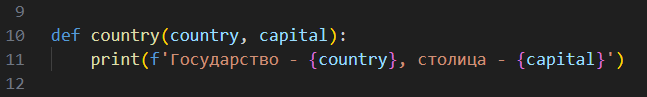 9
10 def country(country, capital):
11     print(f'Государство - {country}, столица - {capital}')
12